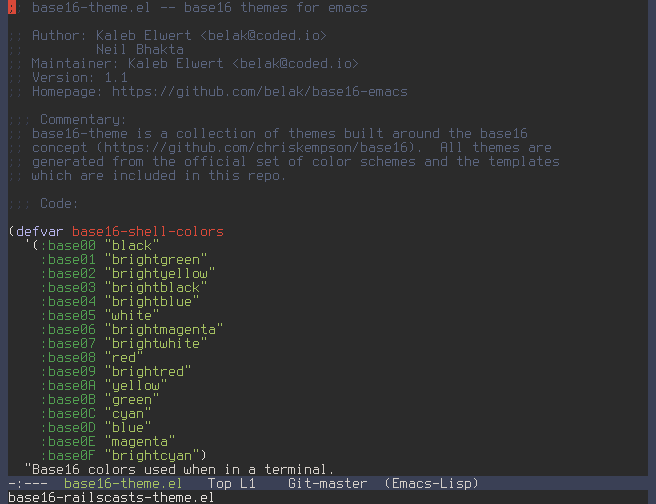 ;; base16-theme.el -- base16 themes for emacs
;; Author: Kaleb Elwert <belak@coded.io>
;;         Neil Bhakta
;; Maintainer: Kaleb Elwert <belak@coded.io>
;; Version: 1.1
;; Homepage: https://github.com/belak/base16-emacs
;;; Commentary:
;; base16-theme is a collection of themes built around the base16
;; concept (https://github.com/chriskempson/base16).  All themes are
;; generated from the official set of color schemes and the templates
;; which are included in this repo.
;;; Code:
(defvar base16-shell-colors
  '(:base00 "black"
    :base01 "brightgreen"
    :base02 "brightyellow"
    :base03 "brightblack"
    :base04 "brightblue"
    :base05 "white"
    :base06 "brightmagenta"
    :base07 "brightwhite"
    :base08 "red"
    :base09 "brightred"
    :base0A "yellow"
    :base0B "green"
    :base0C "cyan"
    :base0D "blue"
    :base0E "magenta"
    :base0F "brightcyan")
  "Base16 colors used when in a terminal.
-:---  base16-theme.el   Top L1    Git-master  (Emacs-Lisp)
base16-railscasts-theme.el